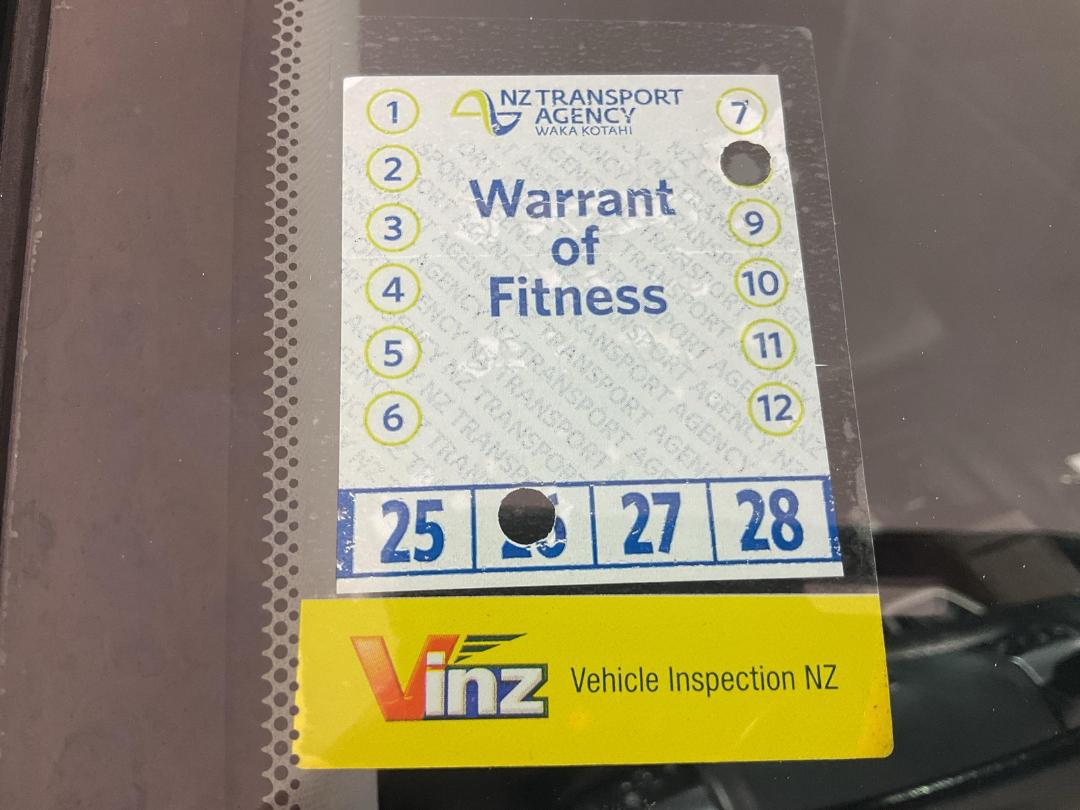 1
NZ TRANSPORT
AGENCY
WAKA KOTAHI
7
2
Warrant
of
Fitness
3
9
4
10
5
11
6
12
25
27
28
Vinz
Vehicle Inspection NZ